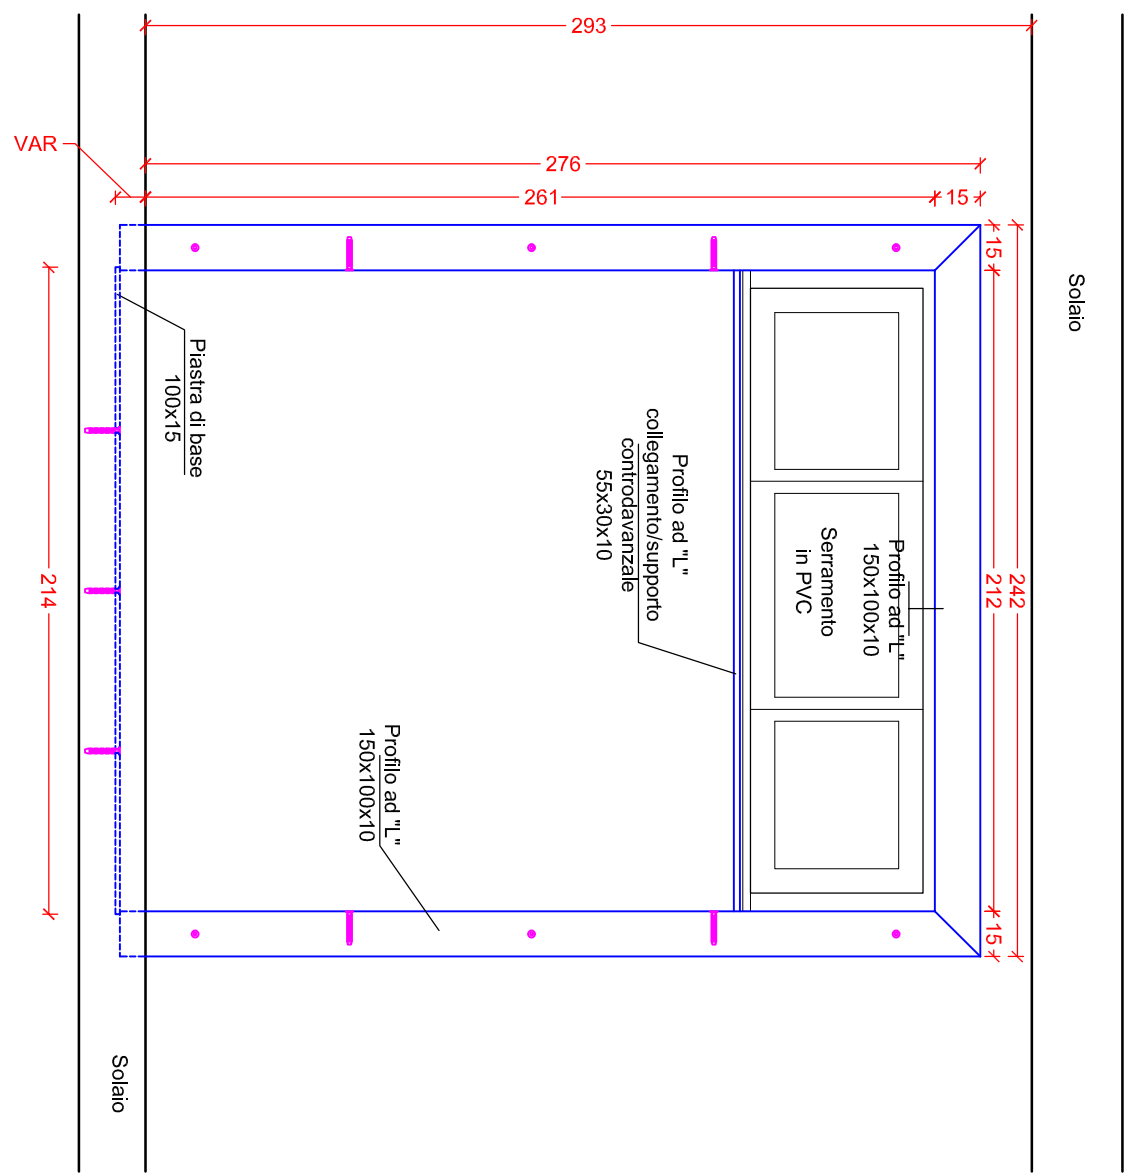 293
VAR
276
261
15
15
242
212
15
214
Solaio
Piastra di base
100x15
Profilo ad "L"
collegamento/supporto
controdavanzale
55x30x10
Serramento
in PVC
Profilo ad "L"
150x100x10
Profilo ad "L"
150x100x10
Solaio